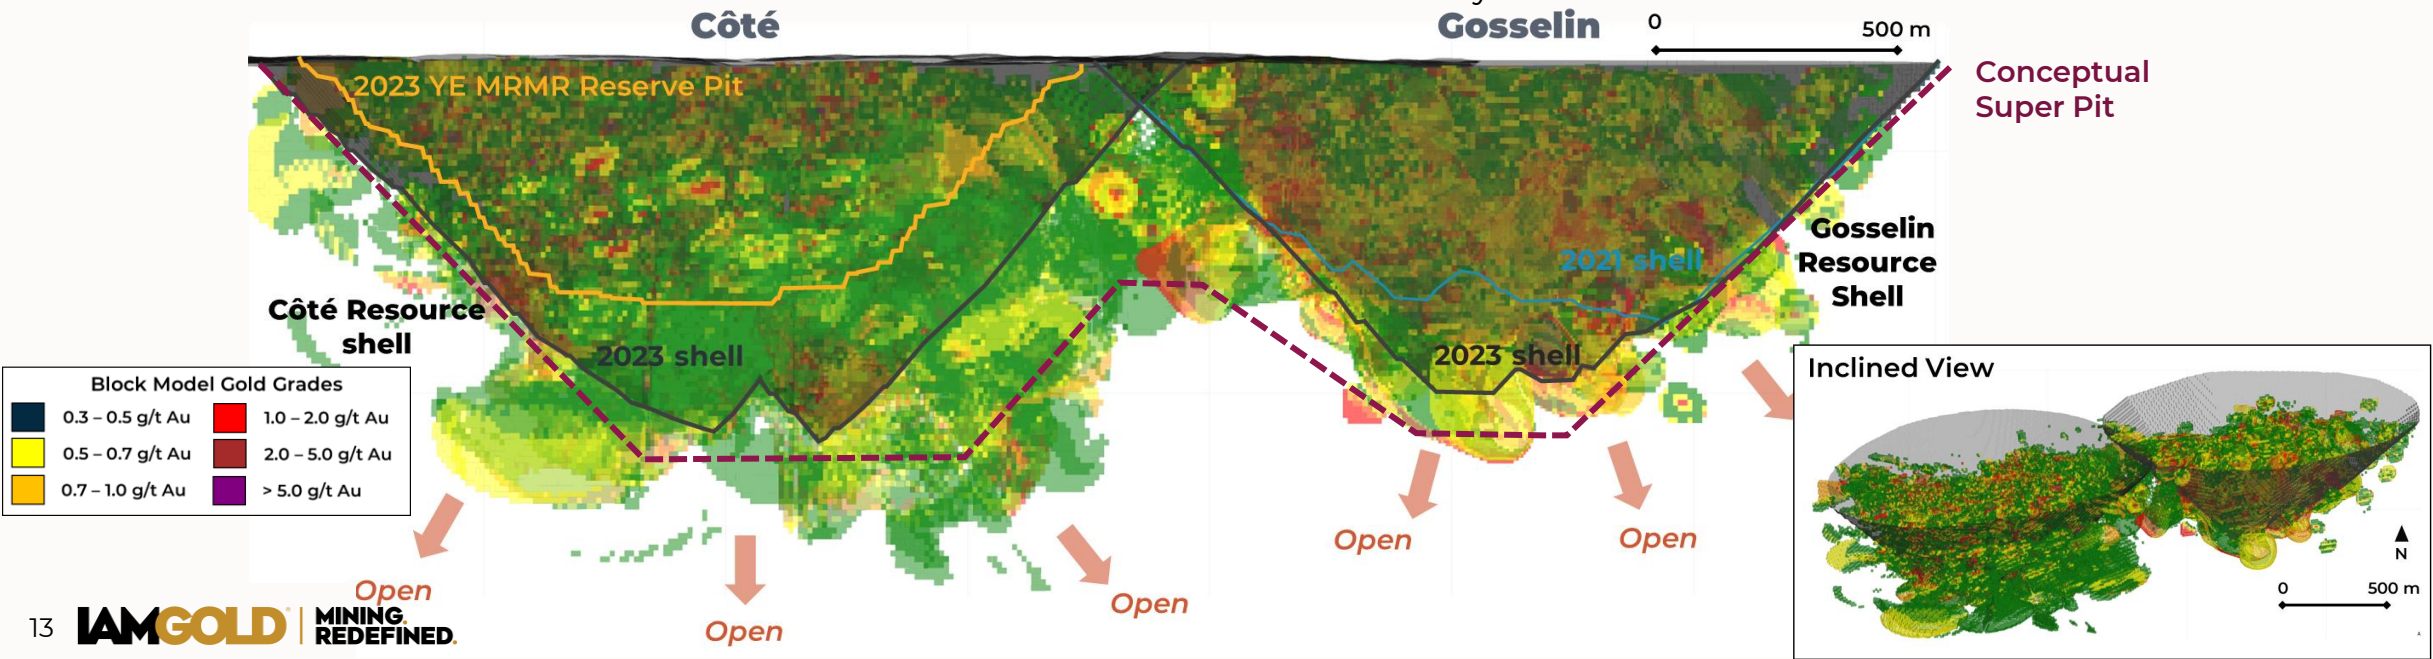 Côté
Gosselin
0
500 m
2023 YE MRMR Reserve Pit
Conceptual
Super Pit
Gosselin
Resource
Shell
2021 shell
Côté Resource
shell
2023 shell
2023 shell
Block Model Gold Grades
0.3 – 0.5 g/t Au
1.0 – 2.0 g/t Au
0.5 – 0.7 g/t Au
2.0 – 5.0 g/t Au
0.7 – 1.0 g/t Au
> 5.0 g/t Au
Inclined View
N
0
500 m
Open
Open
Open
Open
Open
13
IAMGOLD®
MINING.
REDEFINED.